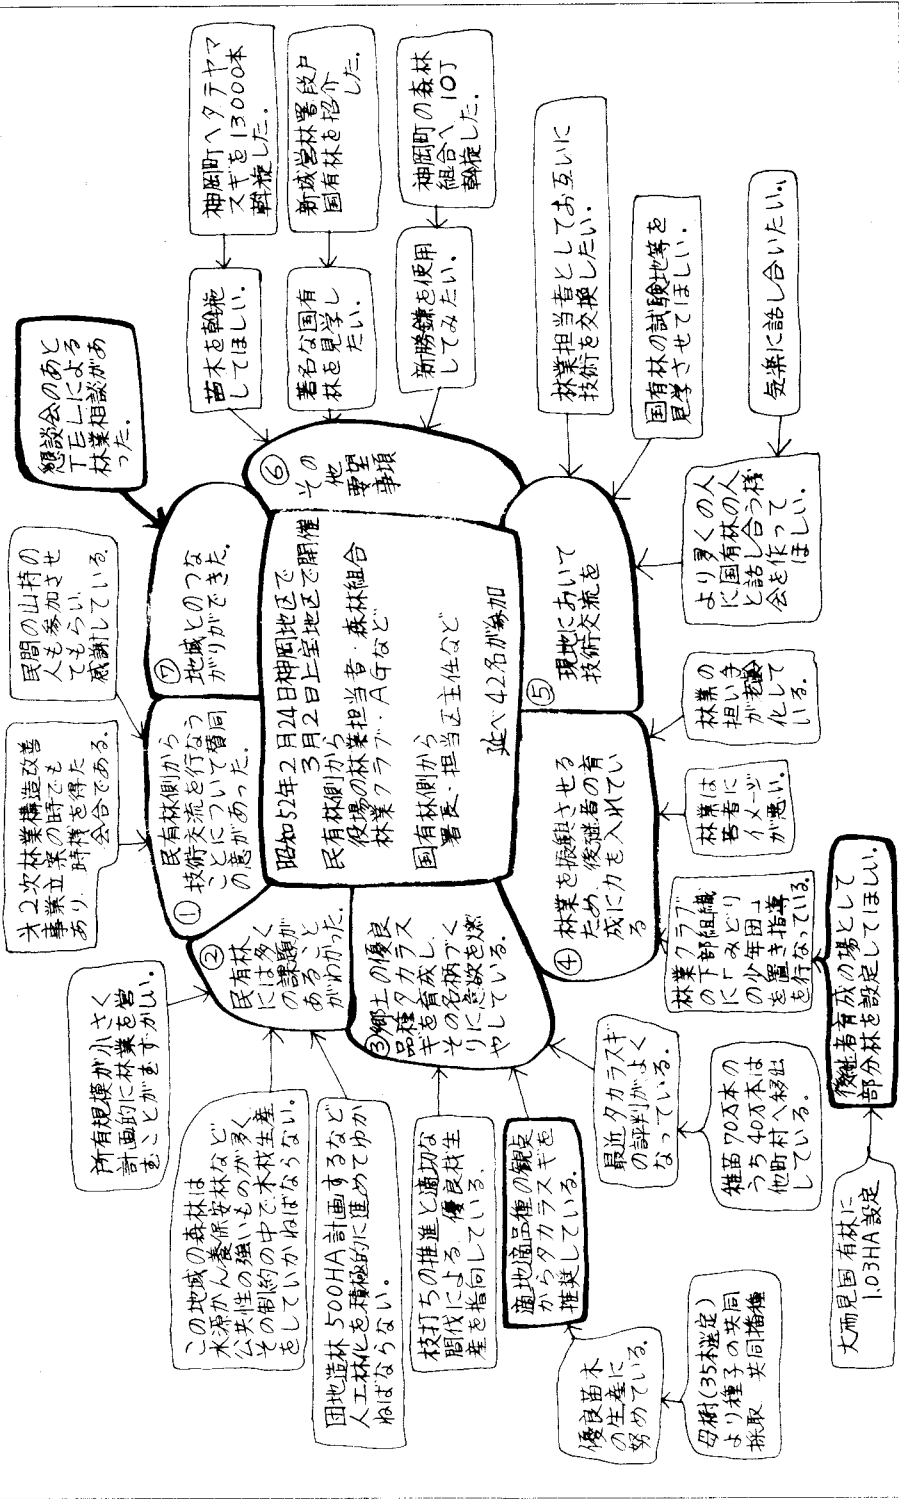 昭和52年2月24日神岡地区で
3月2日上宝地区で開催
民有林側から
役場の林業担当者・森林組合
林業クラブ・AGなど
国有林側から
署長・担当区主任など
延べ42名が参加
①
民有林側から
技術交流を行なう
ことについて賛同
の意があった。
オ2次林業構造改善
事業立案の時でも
あり、時機を得た
会合である。
民間の山持の
人も参加させ
てもらい、
感謝している。
②
民有林
には多く
の課題が
あること
がわかった。
所有規模が小さく
計画的に林業を営
むことがむずかしい。
この地域の森林は
水源かん養保安林など
公共性の強いものが多く
その制約の中で木材生産
をしていかねばならない。
団地造林500HA計画するなど
人工林化を積極的に進めてゆか
ねばならない。
③郷土の優良
品種タカラス
ギを育成し、
その名柄づく
りに意欲を燃
やしている。
枝打ちの推進と適切な
間伐による、優良材生
産を指向している。
適地適品種の観点
からタカラスギを
推奨している。
優良苗木
の生産に
努めている。
母樹(35本選定)
より種子の共同
採取、共同播種
最近タカラスギ
の評判がよく
なっている。
稚苗70万本の
うち40万本は
他町村へ移出
している。
④
林業を振興させる
ため、後継者の育
成に力を入れてい
る
林業クラブ
の下部組織
に「みどり
の少年団」
を置き指導
を行なっている。
後継者育成の場として
部分林を設定してほしい。
大洞見国有林に
1.03HA設定
林業は
若者に
イメージ
が悪い。
林業の
担い手
が老齢
化して
いる。
⑤
現地において
技術交流を
林業担当者としてお互いに
技術を交換したい。
国有林の試験地等を
見学させてほしい。
より多くの人
に国有林の人
と話し合う機
会を作って
ほしい。
気楽に話し合いたい。
⑥
その
他
要望
事項
苗木を斡旋
してほしい。
神岡町へタテヤマ
スギを13000本
斡旋した。
著名な国有
林を見学し
たい。
新城営林署段戸
国有林を紹介
した。
新勝鎌を使用
してみたい。
神岡町の森林
組合へ10丁
斡旋した。
⑦
地域とのつな
がりができた。
懇談会のあと
TELによる
林業相談があ
った。